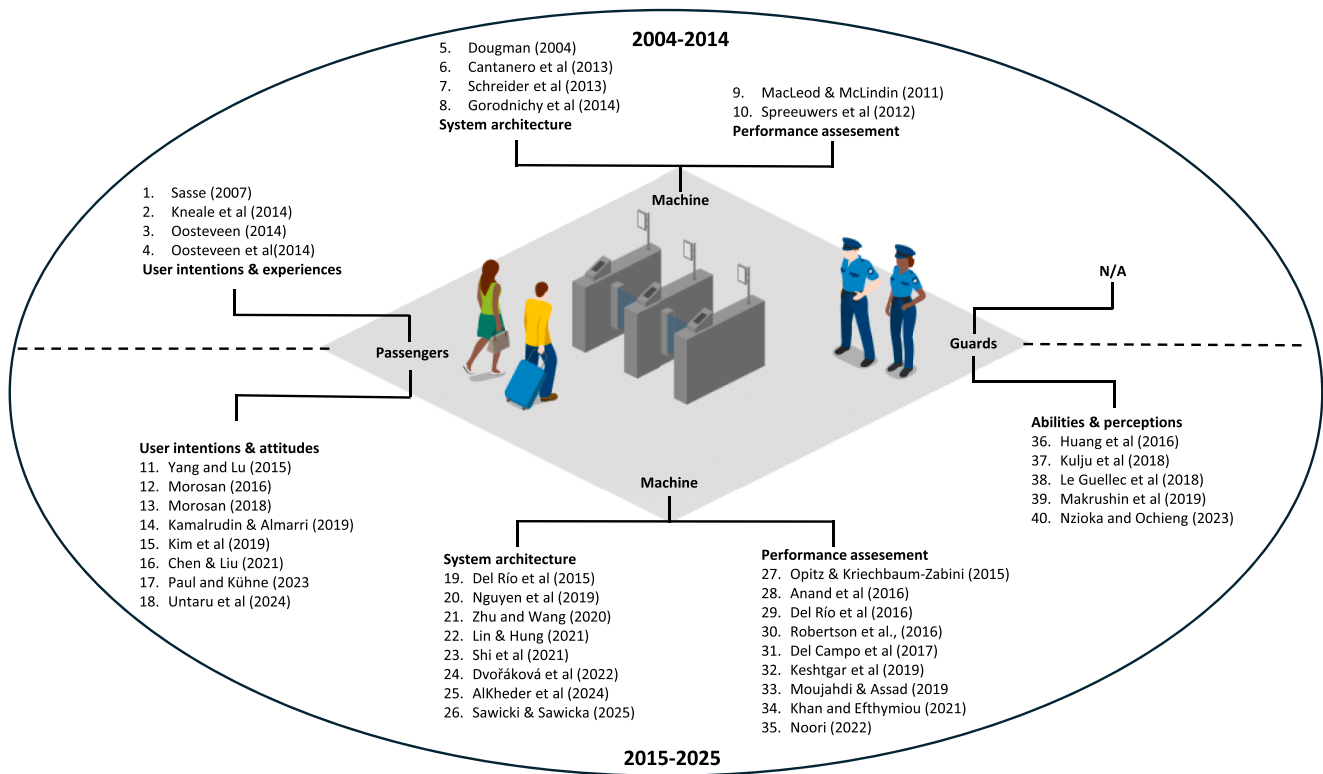 2004-2014
5. Dougman (2004)
6. Cantanero et al (2013)
7. Schreider et al (2013)
8. Gorodnichy et al (2014)
System architecture
9. MacLeod & McLindin (2011)
10. Spreeuwers et al (2012)
Performance assesement
Machine
1. Sasse (2007)
2. Kneale et al (2014)
3. Oosteveen (2014)
4. Oosteveen et al(2014)
User intentions & experiences
N/A
Passengers
Guards
User intentions & attitudes
11. Yang and Lu (2015)
12. Morosan (2016)
13. Morosan (2018)
14. Kamalrudin & Almarri (2019)
15. Kim et al (2019)
16. Chen & Liu (2021)
17. Paul and Kühne (2023
18. Untaru et al (2024)
Machine
System architecture
19. Del Río et al (2015)
20. Nguyen et al (2019)
21. Zhu and Wang (2020)
22. Lin & Hung (2021)
23. Shi et al (2021)
24. Dvořáková et al (2022)
25. AlKheder et al (2024)
26. Sawicki & Sawicka (2025)
Performance assesement
27. Opitz & Kriechbaum-Zabini (2015)
28. Anand et al (2016)
29. Del Río et al (2016)
30. Robertson et al., (2016)
31. Del Campo et al (2017)
32. Keshtgar et al (2019)
33. Moujahdi & Assad (2019
34. Khan and Efthymiou (2021)
35. Noori (2022)
Abilities & perceptions
36. Huang et al (2016)
37. Kulju et al (2018)
38. Le Guellec et al (2018)
39. Makrushin et al (2019)
40. Nzioka and Ochieng (2023)
2015-2025